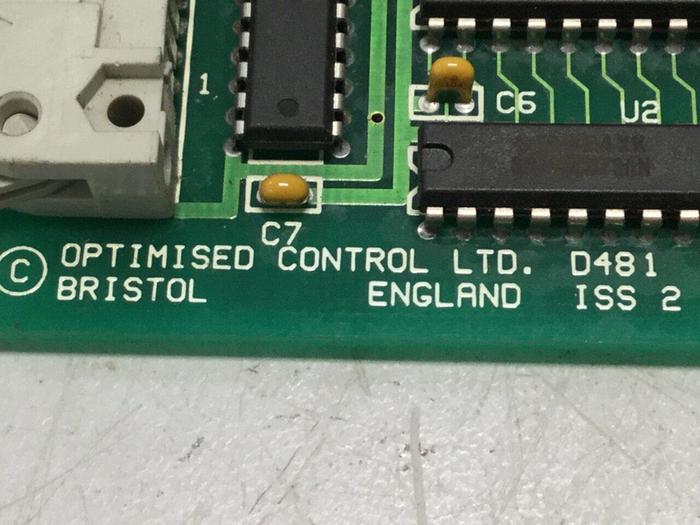 1
C6
U2
C7
© OPTIMISED CONTROL LTD. D481
BRISTOL ENGLAND ISS 2